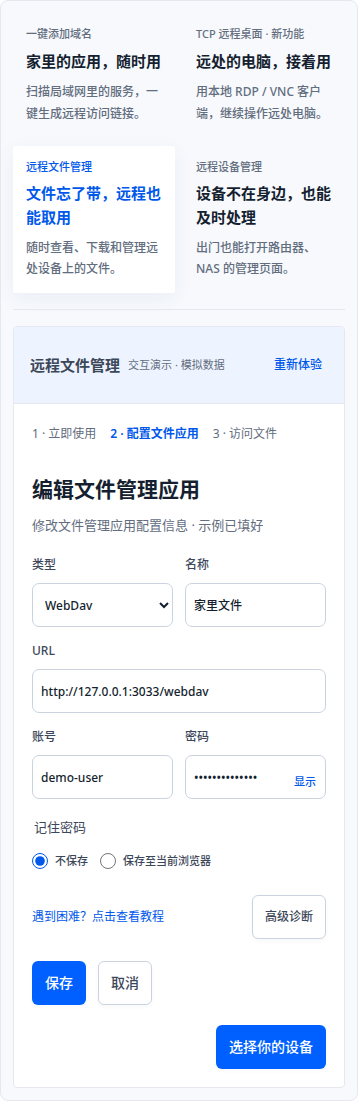 一键添加域名
家里的应用，随时用
扫描局域网里的服务，一
键生成远程访问链接。
TCP 远程桌面 · 新功能
远处的电脑，接着用
用本地 RDP / VNC 客户
端，继续操作远处电脑。
远程文件管理
文件忘了带，远程也
能取用
随时查看、下载和管理远
处设备上的文件。
远程设备管理
设备不在身边，也能
及时处理
出门也能打开路由器、
NAS 的管理页面。
远程文件管理 交互演示 · 模拟数据 重新体验
1 · 立即使用 2 · 配置文件应用 3 · 访问文件
编辑文件管理应用
修改文件管理应用配置信息 · 示例已填好
类型 名称
WebDav 家里文件
URL
http://127.0.0.1:3033/webdav
账号 密码
demo-user •••••••••••••• 显示
记住密码
不保存 保存至当前浏览器
遇到困难？点击查看教程 高级诊断
保存 取消
选择你的设备